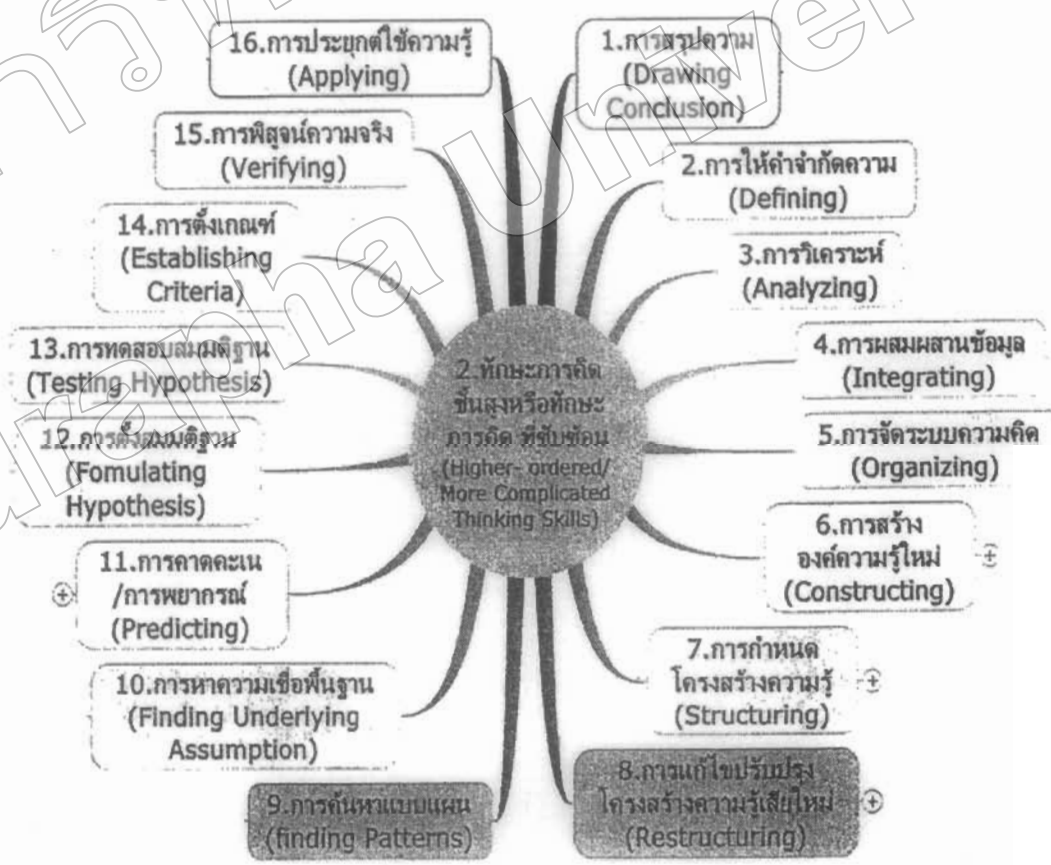 2.ทักษะการคิด
ชั้นสูงหรือทักษะ
การคิด ที่ซับซ้อน
(Higher- ordered/
More Complicated
Thinking Skills)
1.การสรุปความ
(Drawing
Conclusion)
2.การให้คำจำกัดความ
(Defining)
3.การวิเคราะห์
(Analyzing)
4.การผสมผสานข้อมูล
(Integrating)
5.การจัดระบบความคิด
(Organizing)
6.การสร้าง
องค์ความรู้ใหม่
(Constructing)
7.การกำหนด
โครงสร้างความรู้
(Structuring)
8.การแก้ไขปรับปรุง
โครงสร้างความรู้เสียใหม่
(Restructuring)
9.การค้นหาแบบแผน
(finding Patterns)
10.การหาความเชื่อพื้นฐาน
(Finding Underlying
Assumption)
11.การคาดคะเน
/การพยากรณ์
(Predicting)
12.การตั้งสมมติฐาน
(Fomulating
Hypothesis)
13.การทดสอบสมมติฐาน
(Testing Hypothesis)
14.การตั้งเกณฑ์
(Establishing
Criteria)
15.การพิสูจน์ความจริง
(Verifying)
16.การประยุกต์ใช้ความรู้
(Applying)